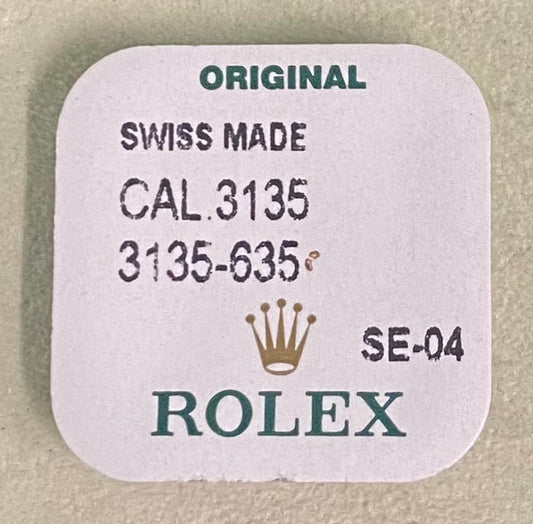 ORIGINAL
SWISS MADE
CAL.3135
3135-635
SE-04
ROLEX